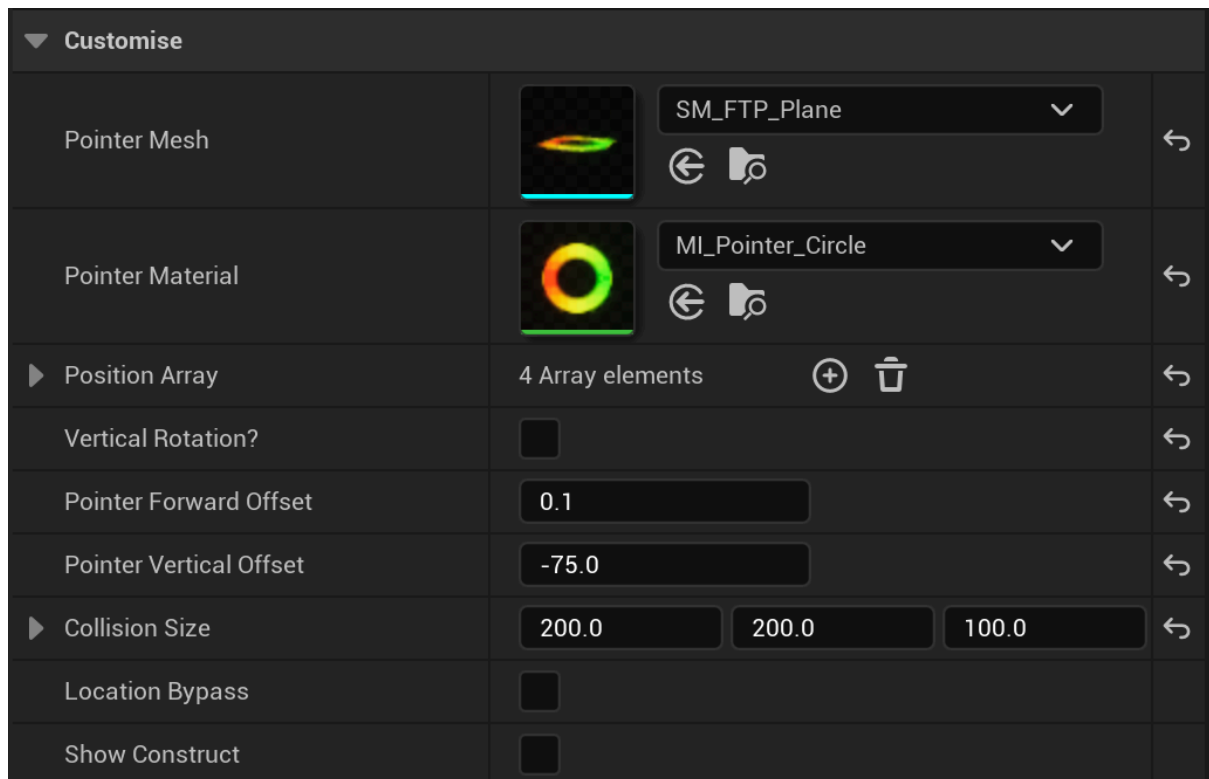 Customise
Pointer Mesh
SM_FTP_Plane
Pointer Material
MI_Pointer_Circle
Position Array
4 Array elements
Vertical Rotation?
Pointer Forward Offset
0.1
Pointer Vertical Offset
-75.0
Collision Size
200.0
200.0
100.0
Location Bypass
Show Construct